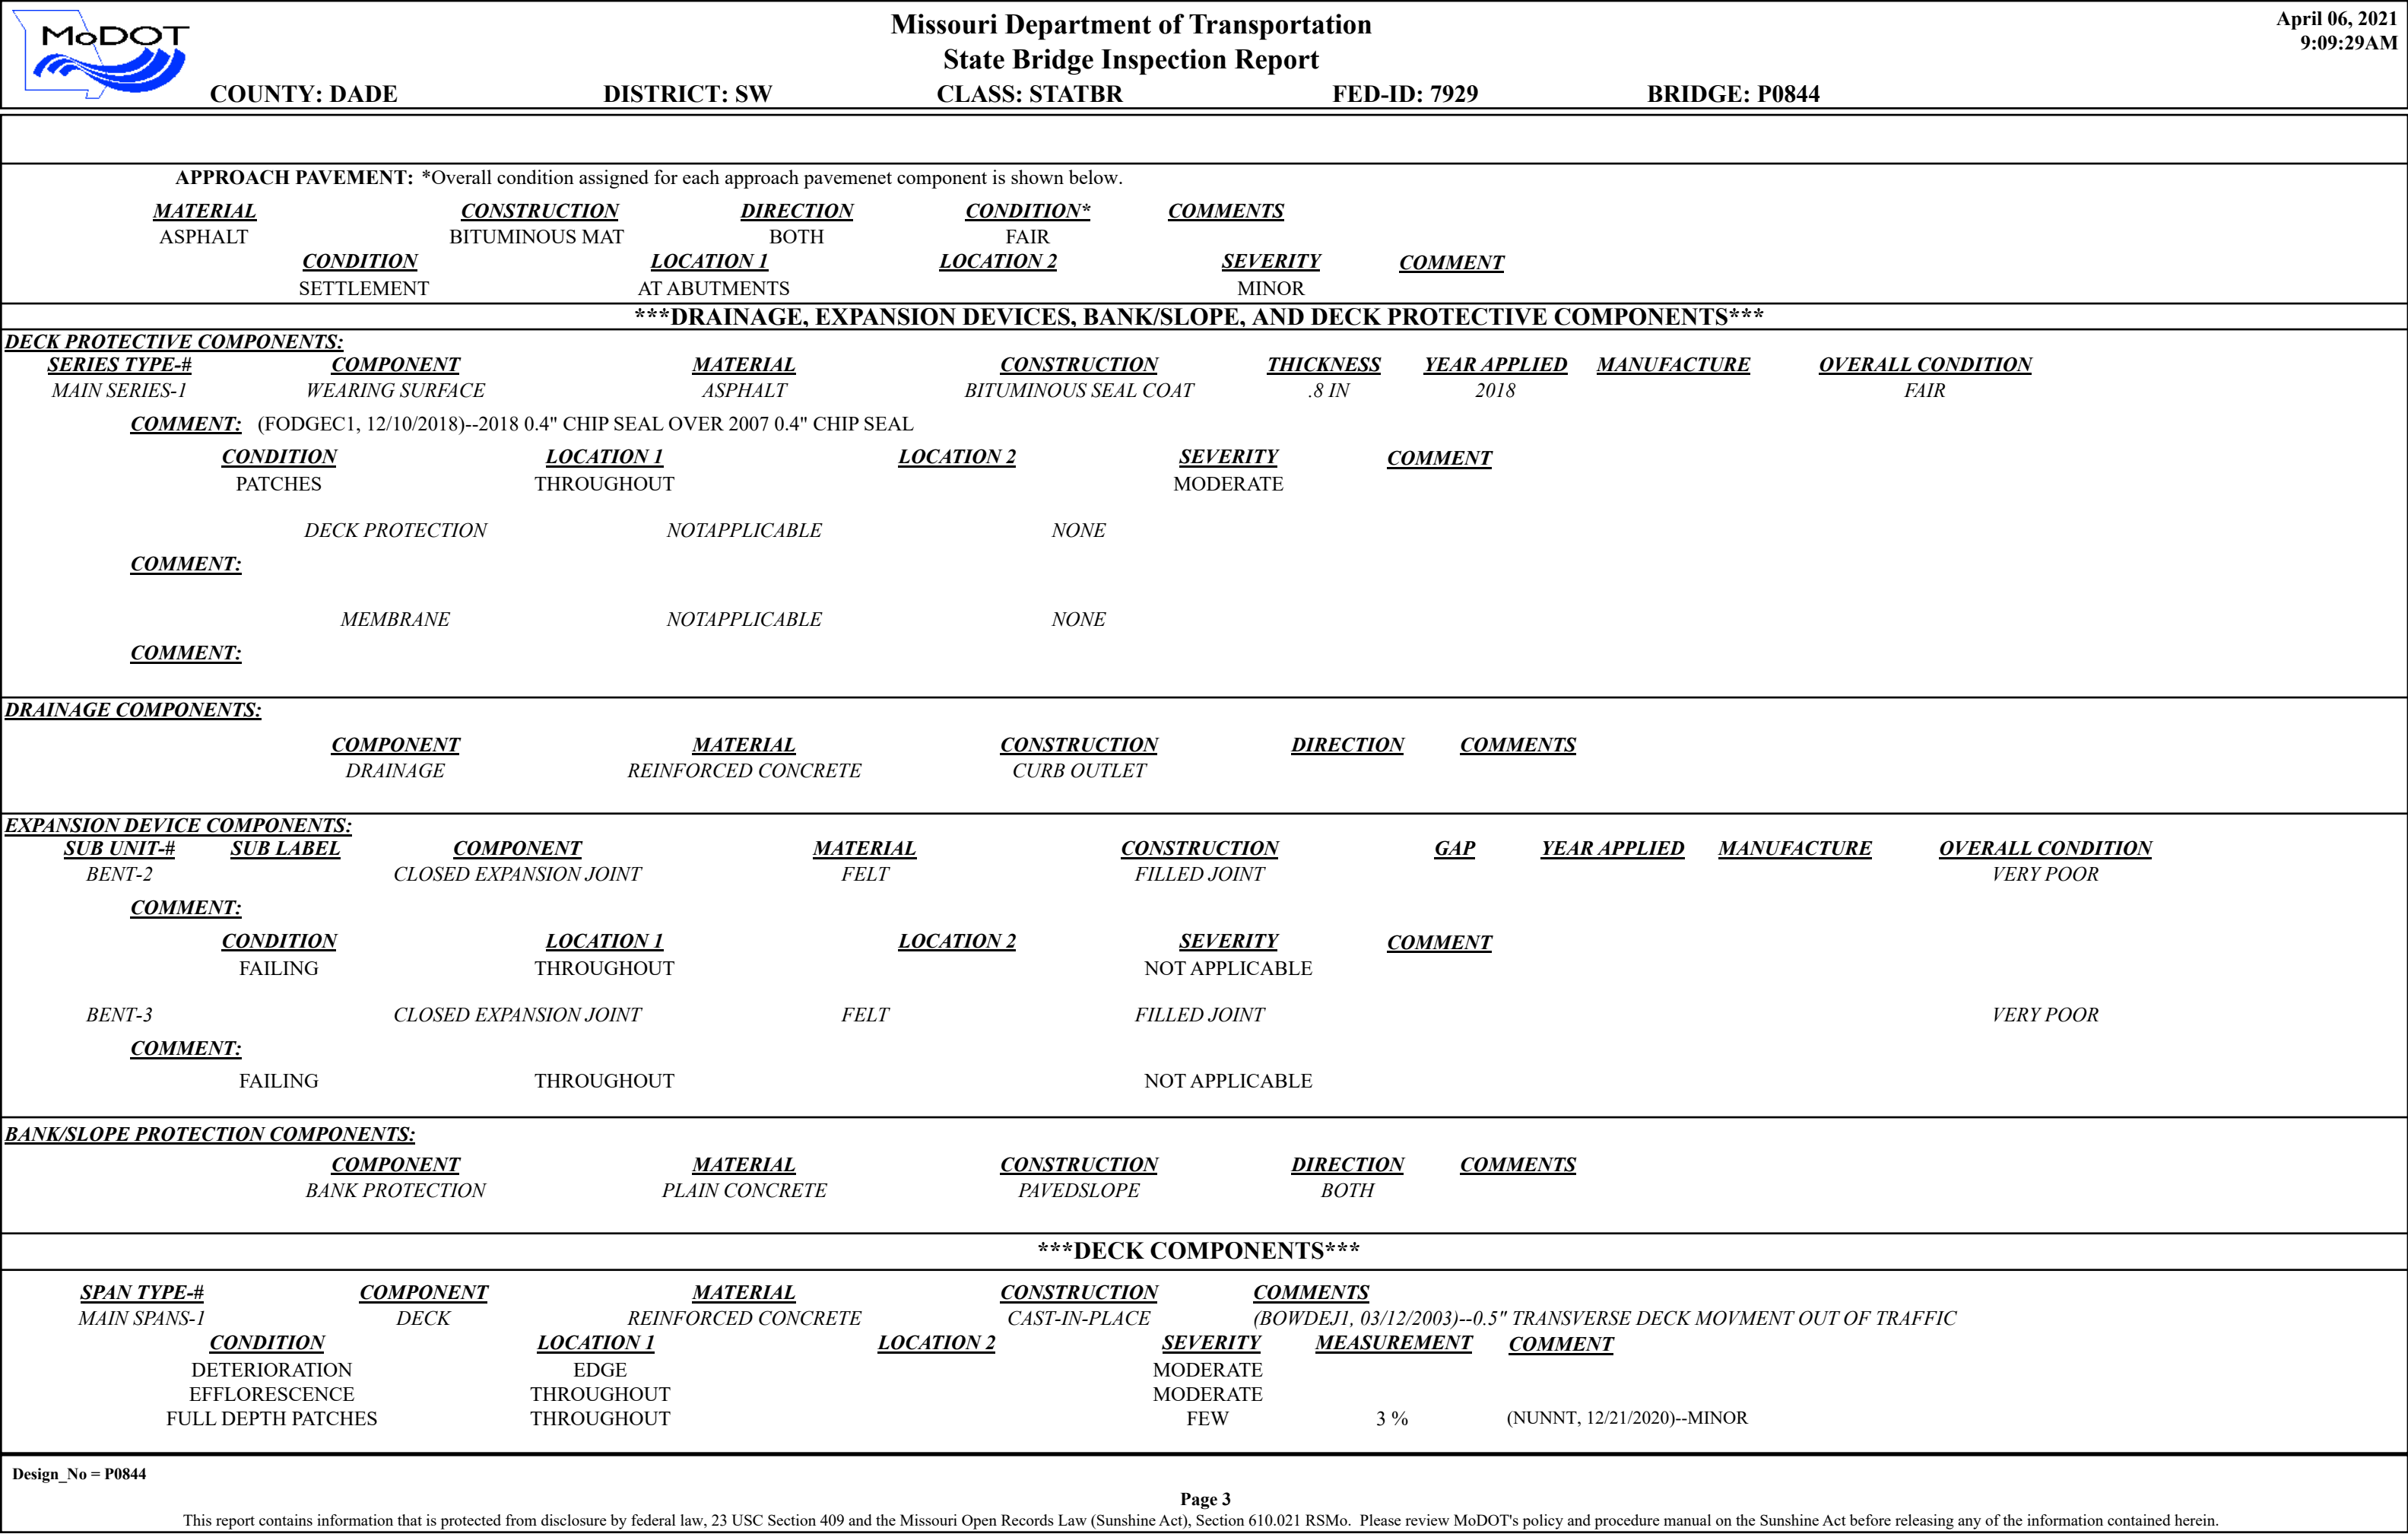 MoDOT
Missouri Department of Transportation
State Bridge Inspection Report
April 06, 2021
9:09:29AM
COUNTY: DADE DISTRICT: SW CLASS: STATBR FED-ID: 7929 BRIDGE: P0844
APPROACH PAVEMENT: *Overall condition assigned for each approach pavemenet component is shown below.
MATERIAL CONSTRUCTION DIRECTION CONDITION* COMMENTS
ASPHALT BITUMINOUS MAT BOTH FAIR
CONDITION LOCATION 1 LOCATION 2 SEVERITY COMMENT
SETTLEMENT AT ABUTMENTS MINOR
***DRAINAGE, EXPANSION DEVICES, BANK/SLOPE, AND DECK PROTECTIVE COMPONENTS***
DECK PROTECTIVE COMPONENTS:
SERIES TYPE-# COMPONENT MATERIAL CONSTRUCTION THICKNESS YEAR APPLIED MANUFACTURE OVERALL CONDITION
MAIN SERIES-1 WEARING SURFACE ASPHALT BITUMINOUS SEAL COAT .8 IN 2018 FAIR
COMMENT: (FODGEC1, 12/10/2018)--2018 0.4" CHIP SEAL OVER 2007 0.4" CHIP SEAL
CONDITION LOCATION 1 LOCATION 2 SEVERITY COMMENT
PATCHES THROUGHOUT MODERATE
DECK PROTECTION NOTAPPLICABLE NONE
COMMENT:
MEMBRANE NOTAPPLICABLE NONE
COMMENT:
DRAINAGE COMPONENTS:
COMPONENT MATERIAL CONSTRUCTION DIRECTION COMMENTS
DRAINAGE REINFORCED CONCRETE CURB OUTLET
EXPANSION DEVICE COMPONENTS:
SUB UNIT-# SUB LABEL COMPONENT MATERIAL CONSTRUCTION GAP YEAR APPLIED MANUFACTURE OVERALL CONDITION
BENT-2 CLOSED EXPANSION JOINT FELT FILLED JOINT VERY POOR
COMMENT:
CONDITION LOCATION 1 LOCATION 2 SEVERITY COMMENT
FAILING THROUGHOUT NOT APPLICABLE
BENT-3 CLOSED EXPANSION JOINT FELT FILLED JOINT VERY POOR
COMMENT:
FAILING THROUGHOUT NOT APPLICABLE
BANK/SLOPE PROTECTION COMPONENTS:
COMPONENT MATERIAL CONSTRUCTION DIRECTION COMMENTS
BANK PROTECTION PLAIN CONCRETE PAVEDSLOPE BOTH
***DECK COMPONENTS***
SPAN TYPE-# COMPONENT MATERIAL CONSTRUCTION COMMENTS
MAIN SPANS-1 DECK REINFORCED CONCRETE CAST-IN-PLACE (BOWDEJ1, 03/12/2003)--0.5" TRANSVERSE DECK MOVMENT OUT OF TRAFFIC
CONDITION LOCATION 1 LOCATION 2 SEVERITY MEASUREMENT COMMENT
DETERIORATION EDGE MODERATE
EFFLORESCENCE THROUGHOUT MODERATE
FULL DEPTH PATCHES THROUGHOUT FEW 3 % (NUNNT, 12/21/2020)--MINOR
Design_No = P0844
Page 3
This report contains information that is protected from disclosure by federal law, 23 USC Section 409 and the Missouri Open Records Law (Sunshine Act), Section 610.021 RSMo. Please review MoDOT's policy and procedure manual on the Sunshine Act before releasing any of the information contained herein.